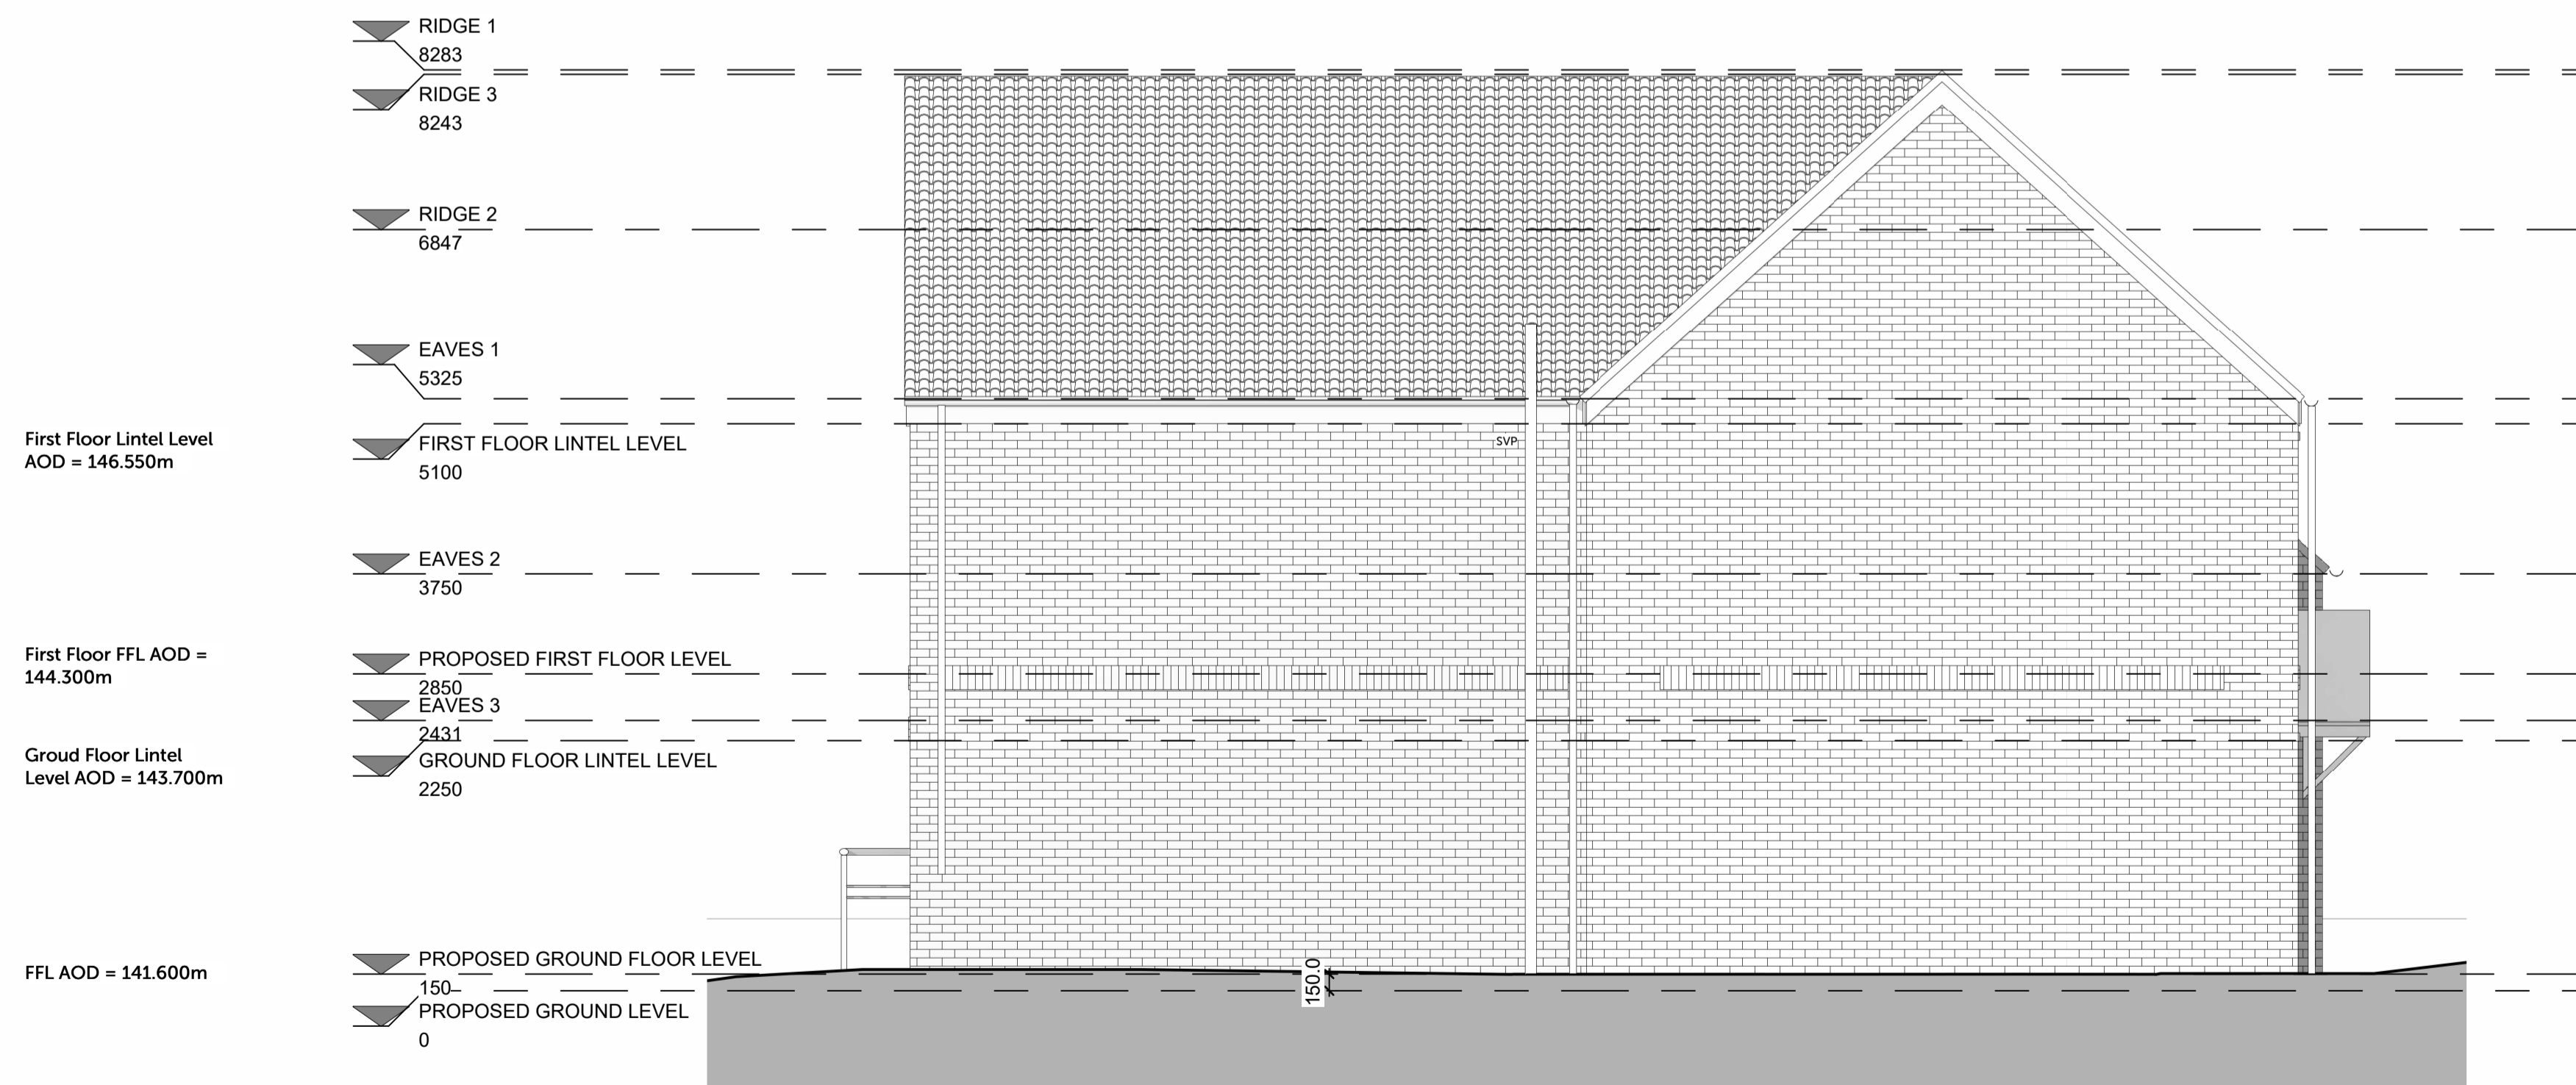 RIDGE 1
8283
RIDGE 3
8243
RIDGE 2
6847
EAVES 1
5325
First Floor Lintel Level
AOD = 146.550m
FIRST FLOOR LINTEL LEVEL
5100
SVP
EAVES 2
3750
First Floor FFL AOD =
144.300m
PROPOSED FIRST FLOOR LEVEL
2850
EAVES 3
2431
Groud Floor Lintel
Level AOD = 143.700m
GROUND FLOOR LINTEL LEVEL
2250
FFL AOD = 141.600m
PROPOSED GROUND FLOOR LEVEL
150
150.0
PROPOSED GROUND LEVEL
0